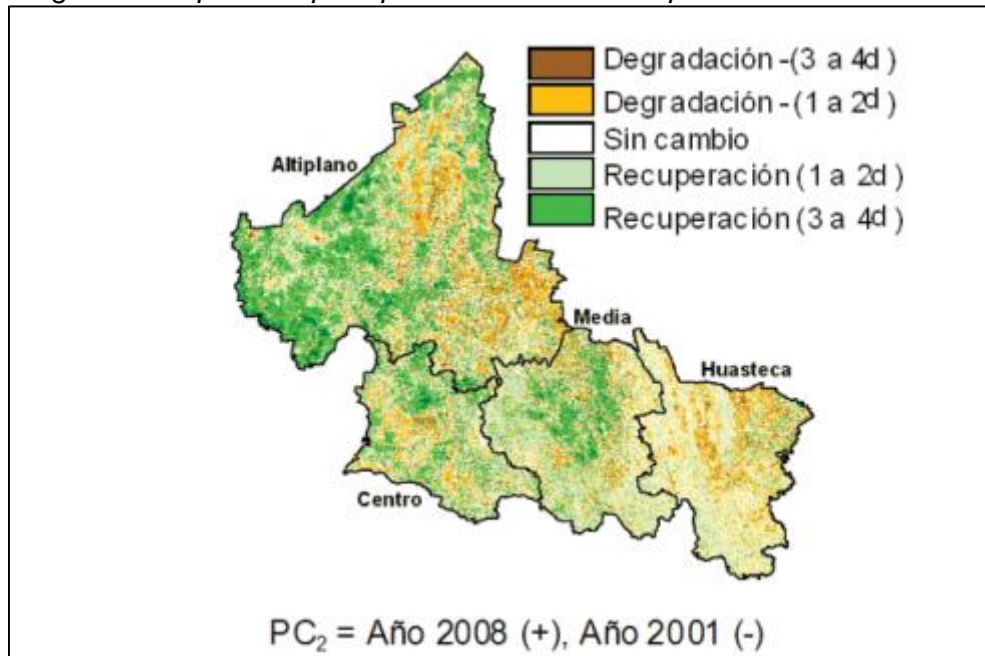 Degradación -(3 a 4d )
Degradación -(1 a 2d )
Sin cambio
Recuperación (1 a 2d )
Recuperación (3 a 4d )
Altiplano
Media
Huasteca
Centro
PC2 = Año 2008 (+), Año 2001 (-)